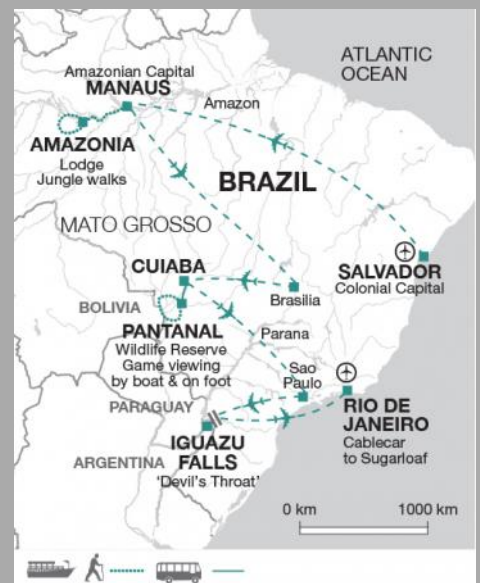 ATLANTIC
OCEAN
Amazonian Capital
MANAUS
Amazon
AMAZONIA
Lodge
Jungle walks
BRAZIL
MATO GROSSO
CUIABA
SALVADOR
Colonial Capital
Brasilia
BOLIVIA
PANTANAL
Wildlife Reserve
Game viewing
by boat & on foot
Parana
Sao
Paulo
PARAGUAY
RIO DE
JANEIRO
Cablecar
to Sugarloaf
IGUAZU
FALLS
'Devil's Throat'
ARGENTINA
0 km 1000 km